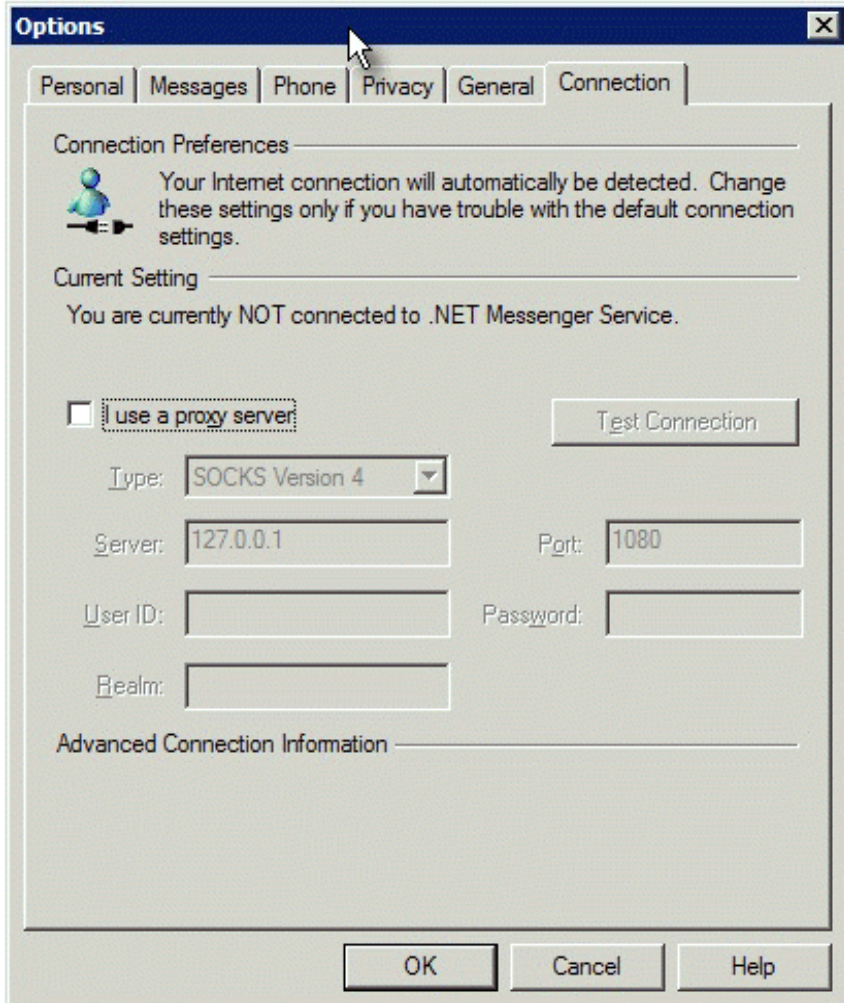 Options
Personal Messages Phone Privacy General Connection
Connection Preferences
Your Internet connection will automatically be detected. Change
these settings only if you have trouble with the default connection
settings.
Current Setting
You are currently NOT connected to .NET Messenger Service.
I use a proxy server
Test Connection
Type: SOCKS Version 4
Server: 127.0.0.1 Port: 1080
User ID: Password:
Realm:
Advanced Connection Information
OK Cancel Help